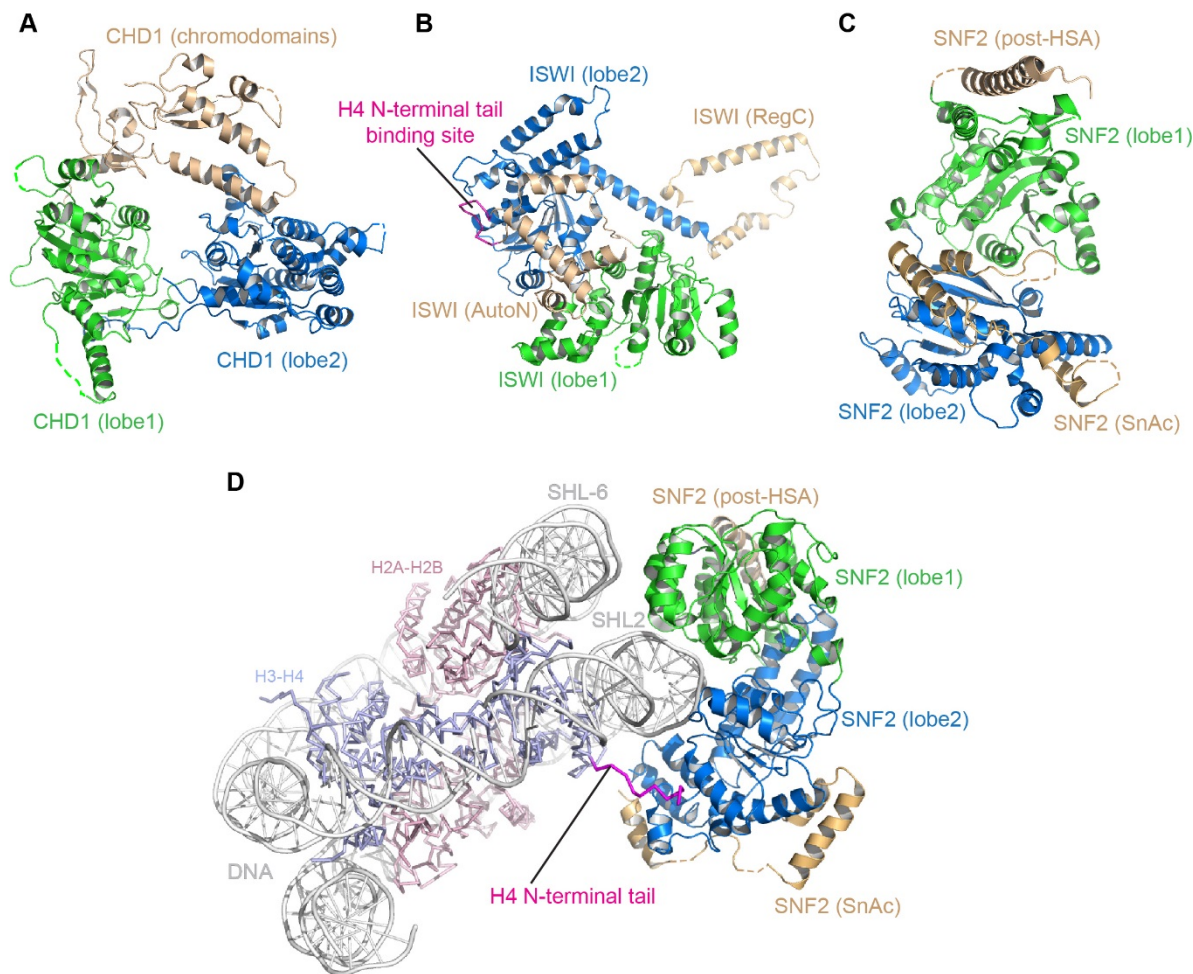 A
CHD1 (chromodomains)
CHD1 (lobe2)
CHD1 (lobe1)
B
ISWI (lobe2)
H4 N-terminal tail
binding site
ISWI (RegC)
ISWI (AutoN)
ISWI (lobe1)
C
SNF2 (post-HSA)
SNF2 (lobe1)
SNF2 (lobe2)
SNF2 (SnAc)
D
SHL-6
SNF2 (post-HSA)
H2A-H2B
SNF2 (lobe1)
SHL2
H3-H4
SNF2 (lobe2)
DNA
H4 N-terminal tail
SNF2 (SnAc)